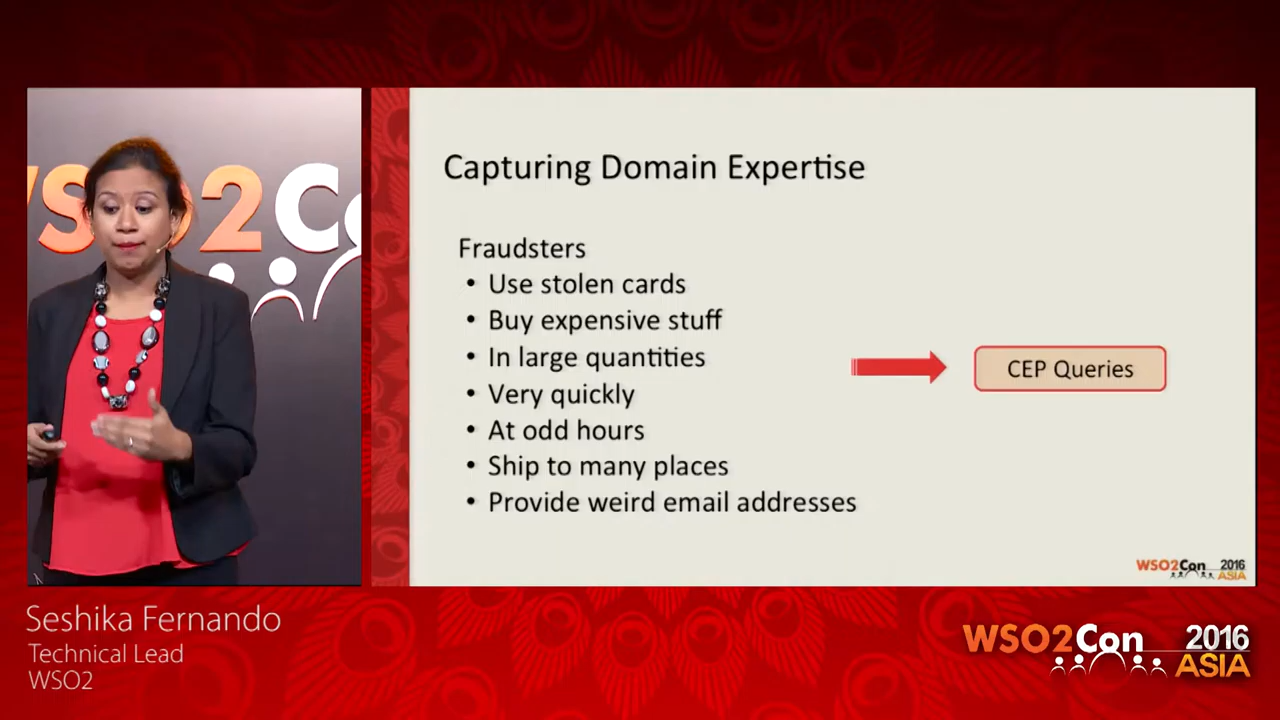 WSO2Co
Capturing Domain Expertise
Fraudsters
• Use stolen cards
• Buy expensive stuff
• In large quantities
• Very quickly
• At odd hours
• Ship to many places
• Provide weird email addresses
CEP Queries
WSO2Con 2016
ASIA
Seshika Fernando
Technical Lead
WSO2
WSO2Con 2016
ASIA